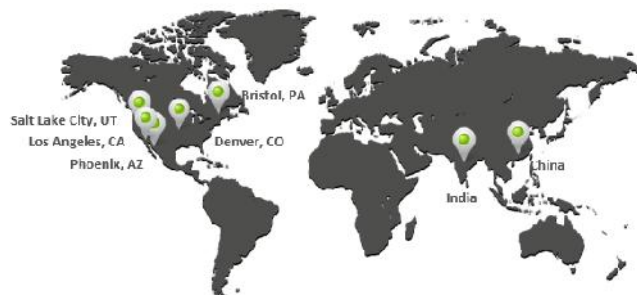 Bristol, PA
Salt Lake City, UT
Los Angeles, CA
Denver, CO
Phoenix, AZ
China
India